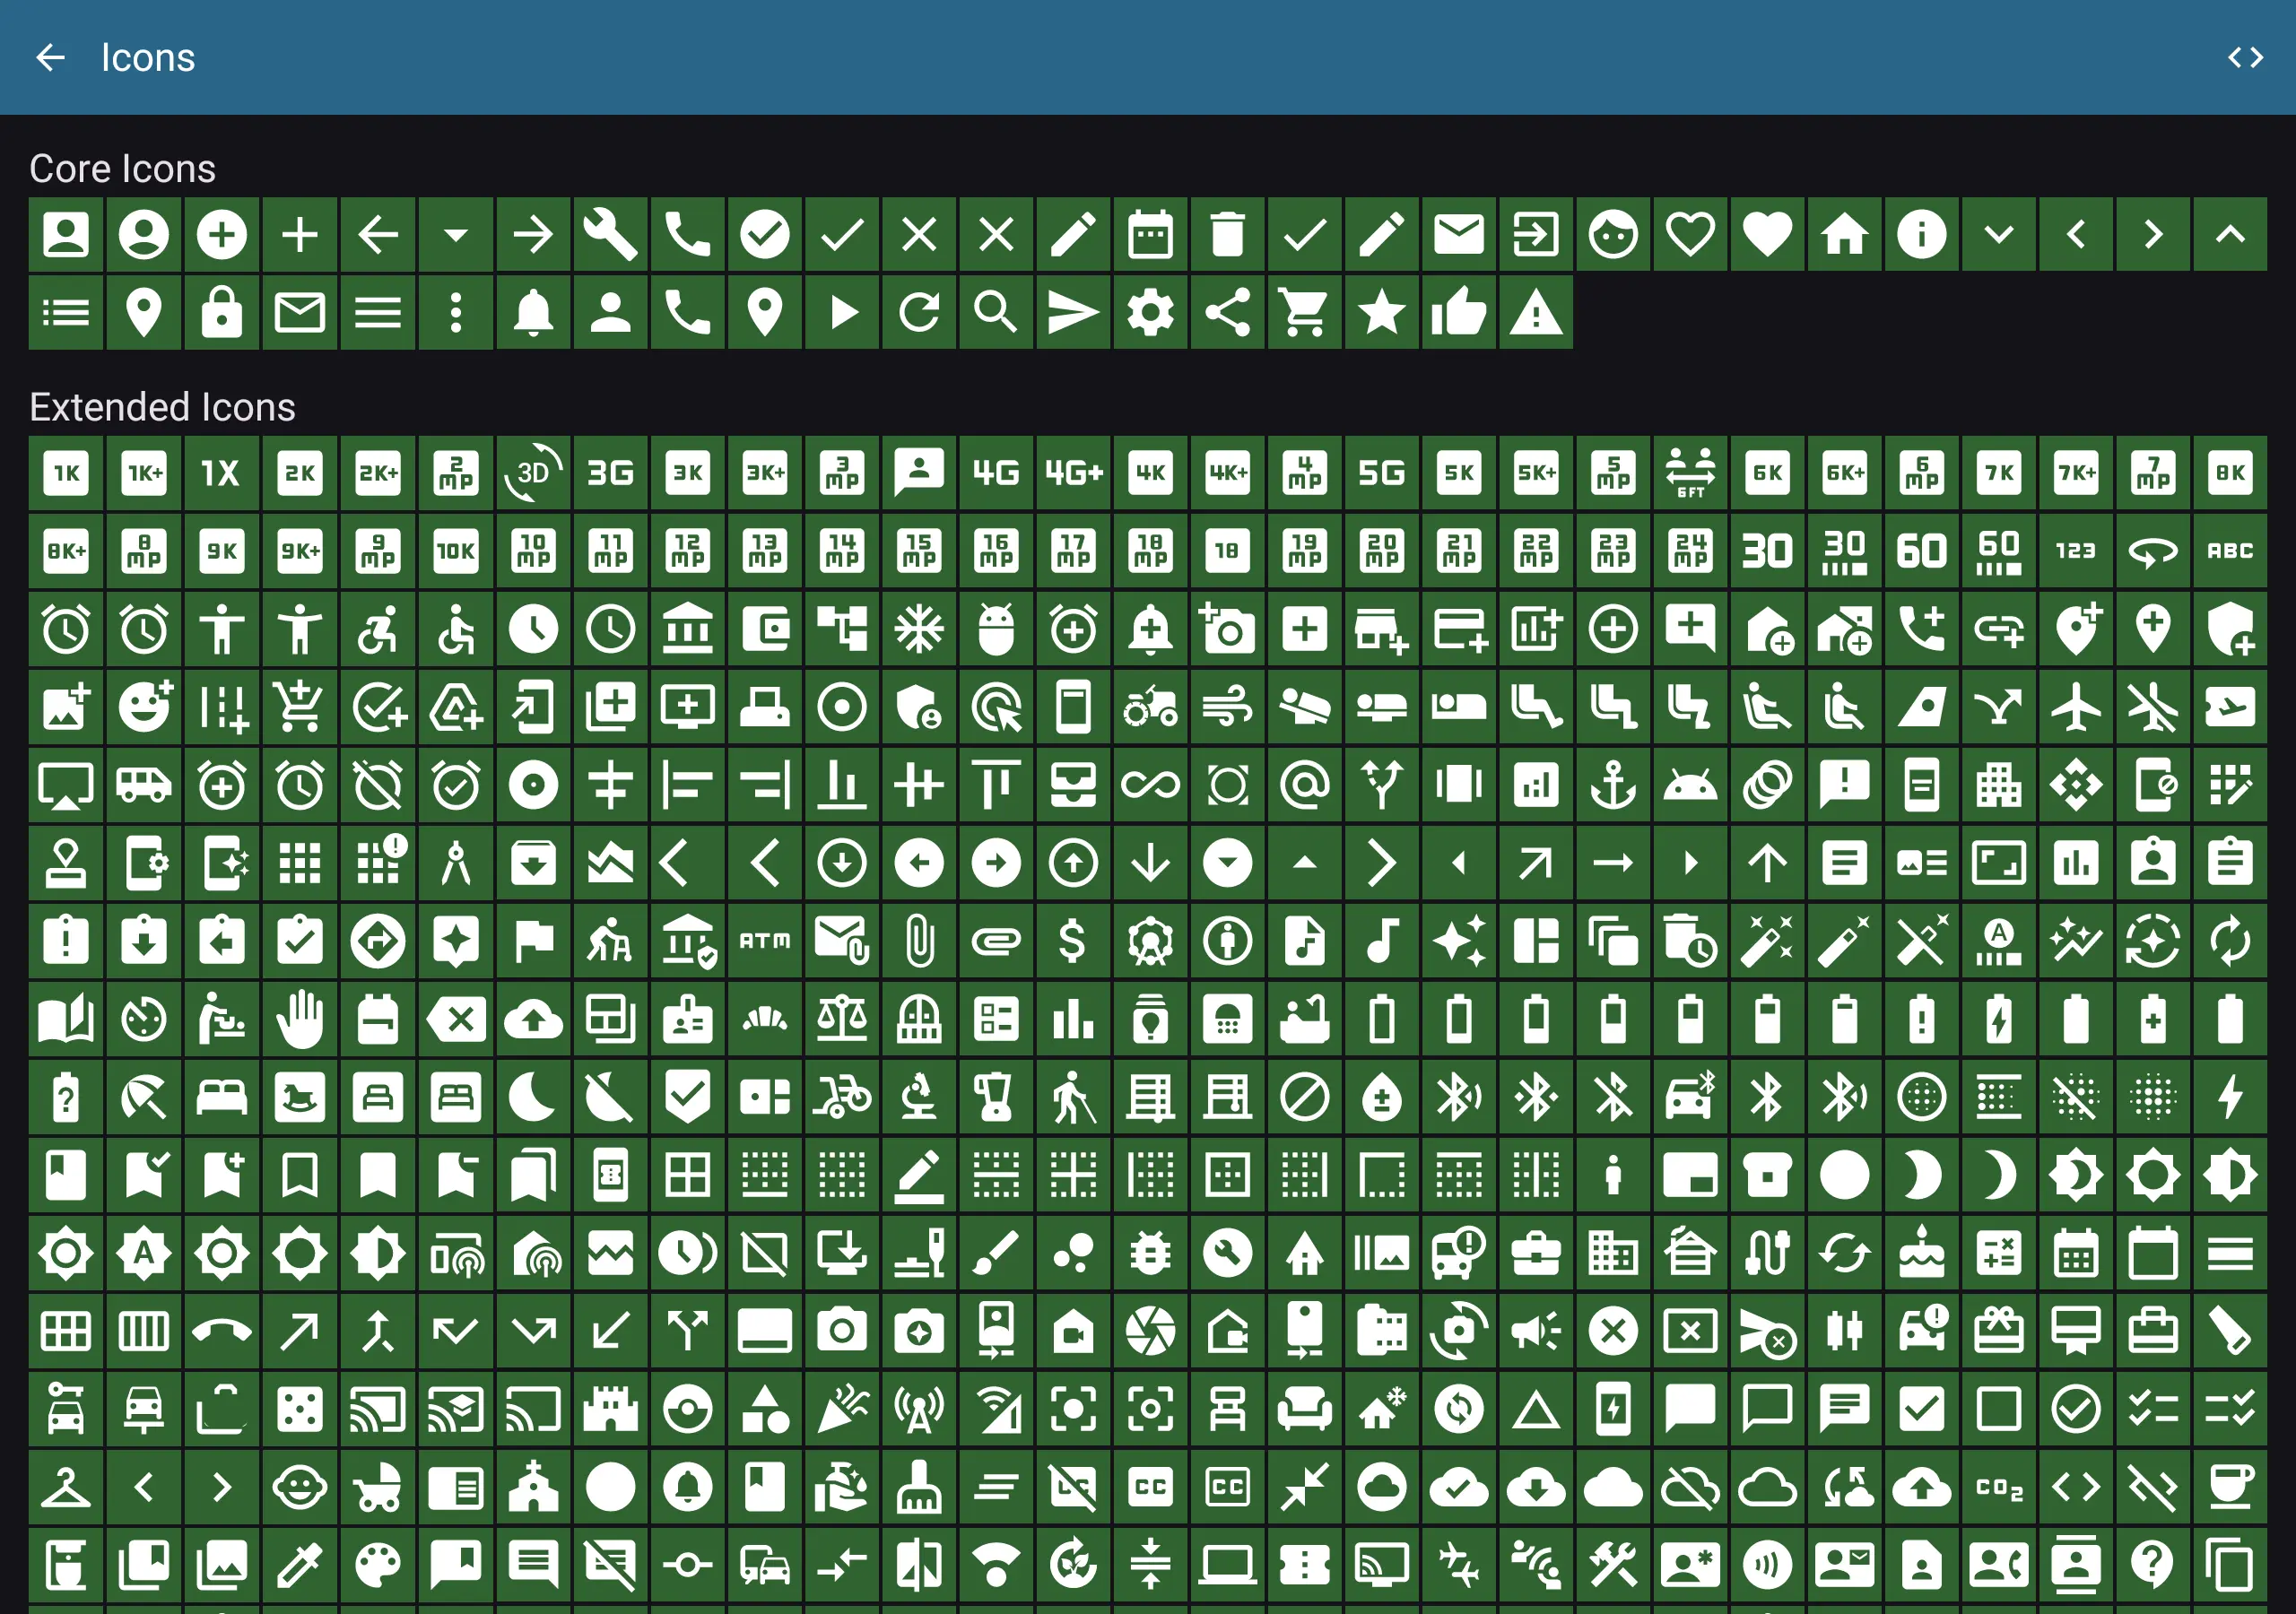 Icons
Core Icons
Extended Icons
1K 1K+ 1X 2K 2K+ 2 MP 3D 3G 3K 3K+ 3 MP 4G 4G+ 4K 4K+ 4 MP 5G 5K 5K+ 5 MP 6FT 6K 6K+ 6 MP 7K 7K+ 7 MP 8K
8K+ 8 MP 9K 9K+ 9 MP 10K 10 MP 11 MP 12 MP 13 MP 14 MP 15 MP 16 MP 17 MP 18 MP 18 19 MP 20 MP 21 MP 22 MP 23 MP 24 MP 30 30 60 60 123 ABC
ATM $ A
?
A
CC CC CO2
?